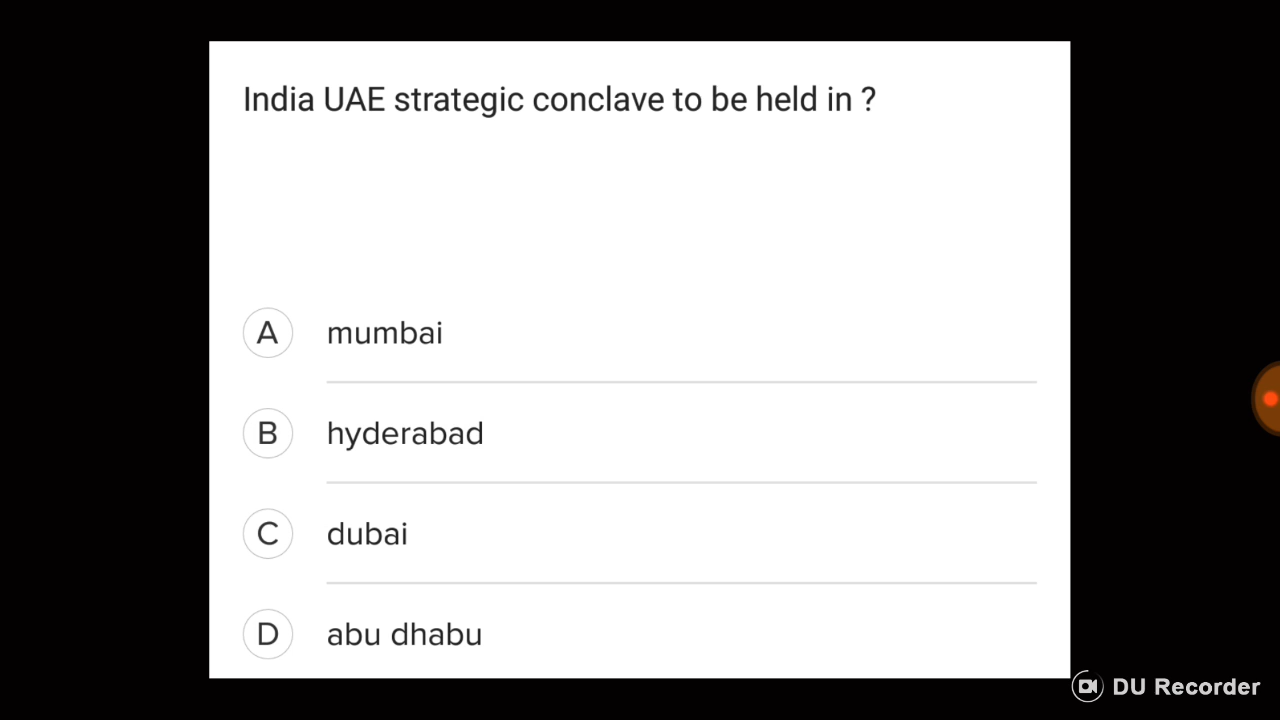 India UAE strategic conclave to be held in ?
A mumbai
B hyderabad
C dubai
D abu dhabu
DU Recorder